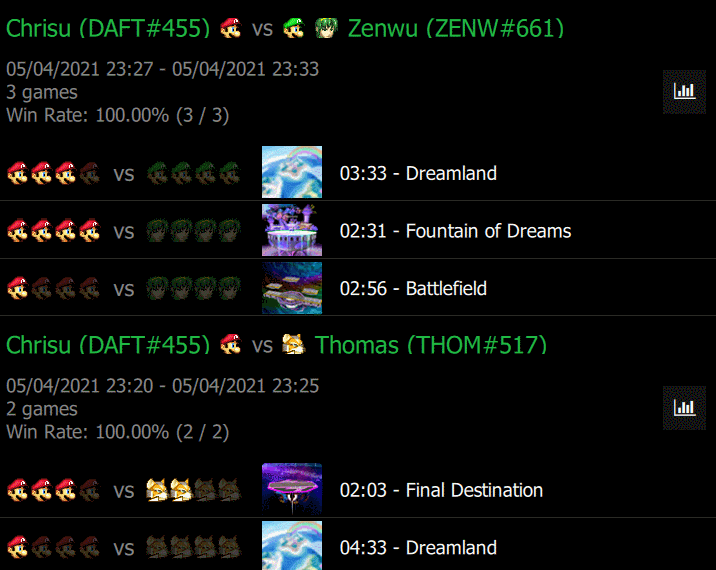 Chrisu (DAFT#455) vs Zenwu (ZENW#661)
05/04/2021 23:27 - 05/04/2021 23:33
3 games
Win Rate: 100.00% (3 / 3)
vs 03:33 - Dreamland
vs 02:31 - Fountain of Dreams
vs 02:56 - Battlefield
Chrisu (DAFT#455) vs Thomas (THOM#517)
05/04/2021 23:20 - 05/04/2021 23:25
2 games
Win Rate: 100.00% (2 / 2)
vs 02:03 - Final Destination
vs 04:33 - Dreamland